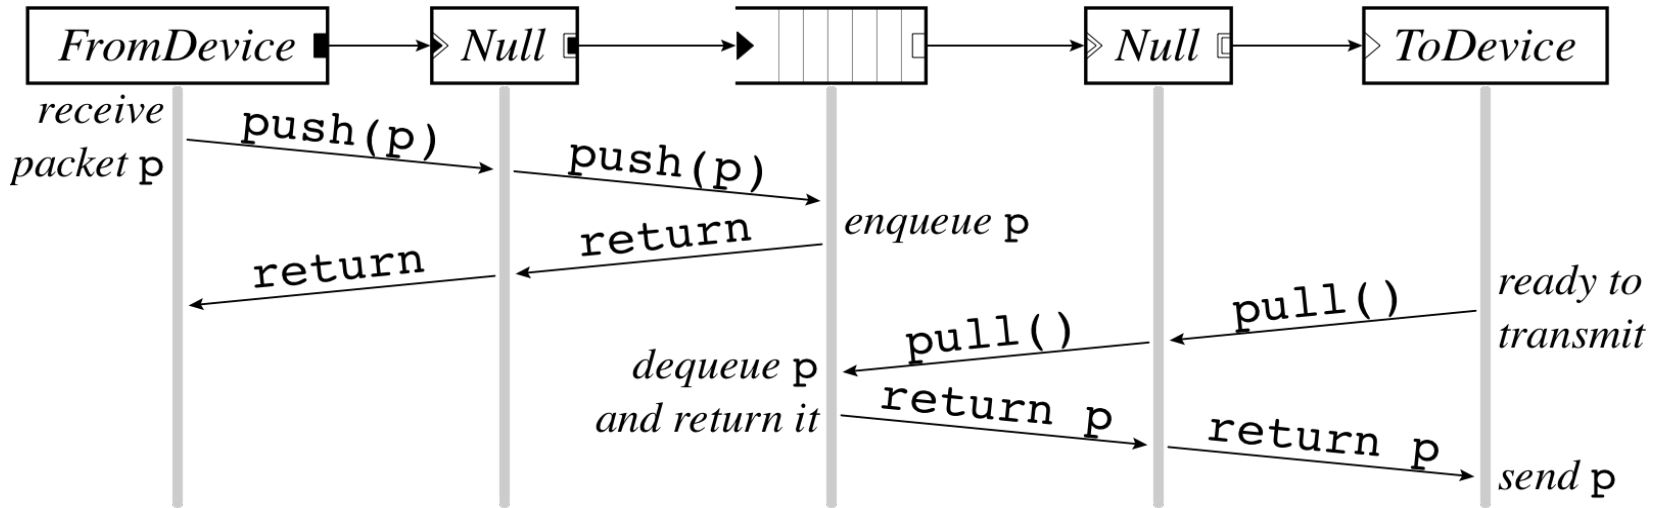 FromDevice
Null
Null
ToDevice
receive
packet p
push(p)
push(p)
enqueue p
return
return
ready to
transmit
pull()
pull()
dequeue p
and return it
return p
return p
send p